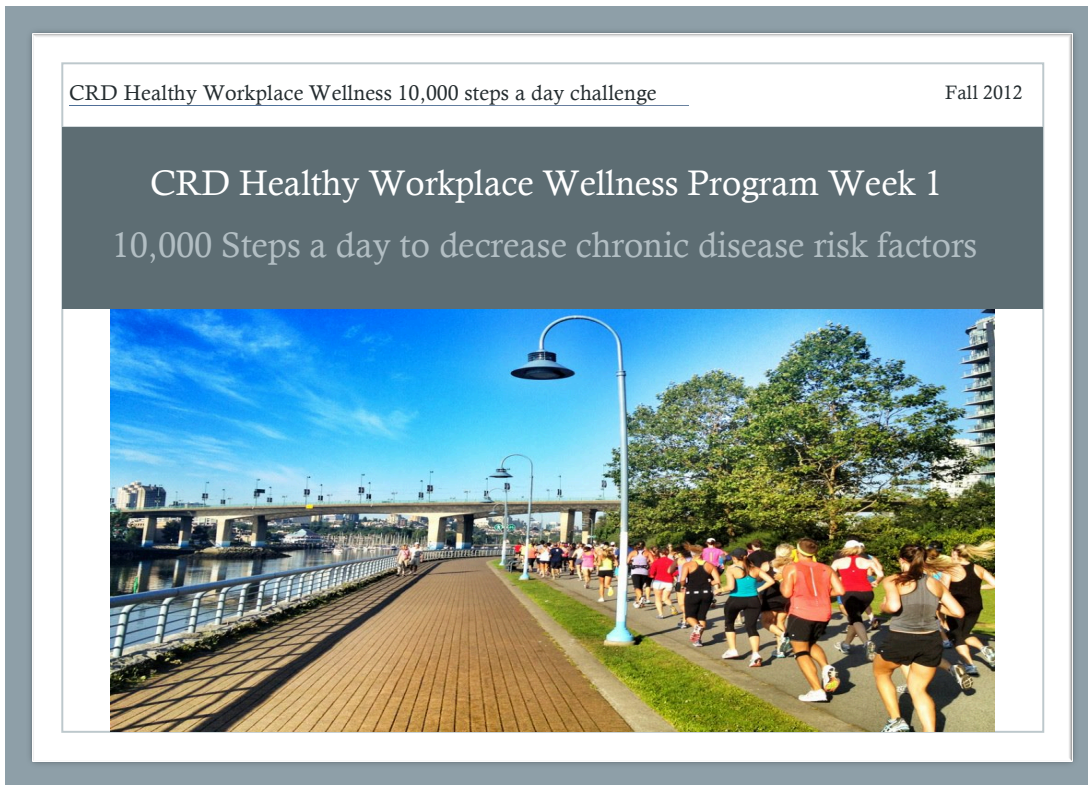 CRD Healthy Workplace Wellness 10,000 steps a day challenge
Fall 2012
CRD Healthy Workplace Wellness Program Week 1
10,000 Steps a day to decrease chronic disease risk factors